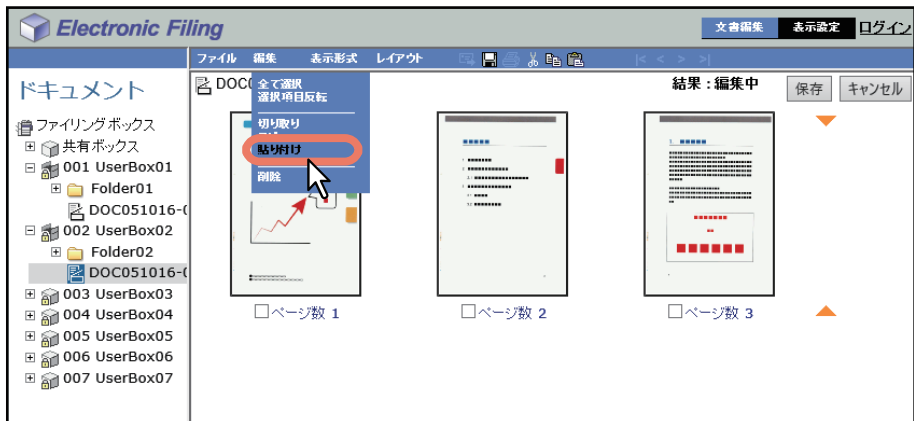 Electronic Filing
文書編集 表示設定 ログイン
ファイル 編集 表示形式 レイアウト |< < > >|
ドキュメント
ファイリングボックス
共有ボックス
001 UserBox01
Folder01
DOC051016-0
002 UserBox02
Folder02
DOC051016-0
003 UserBox03
004 UserBox04
005 UserBox05
006 UserBox06
007 UserBox07
DOC0
結果:編集中
保存 キャンセル
全て選択
選択項目反転
切り取り
貼り付け
削除
ページ数 1
ページ数 2
ページ数 3